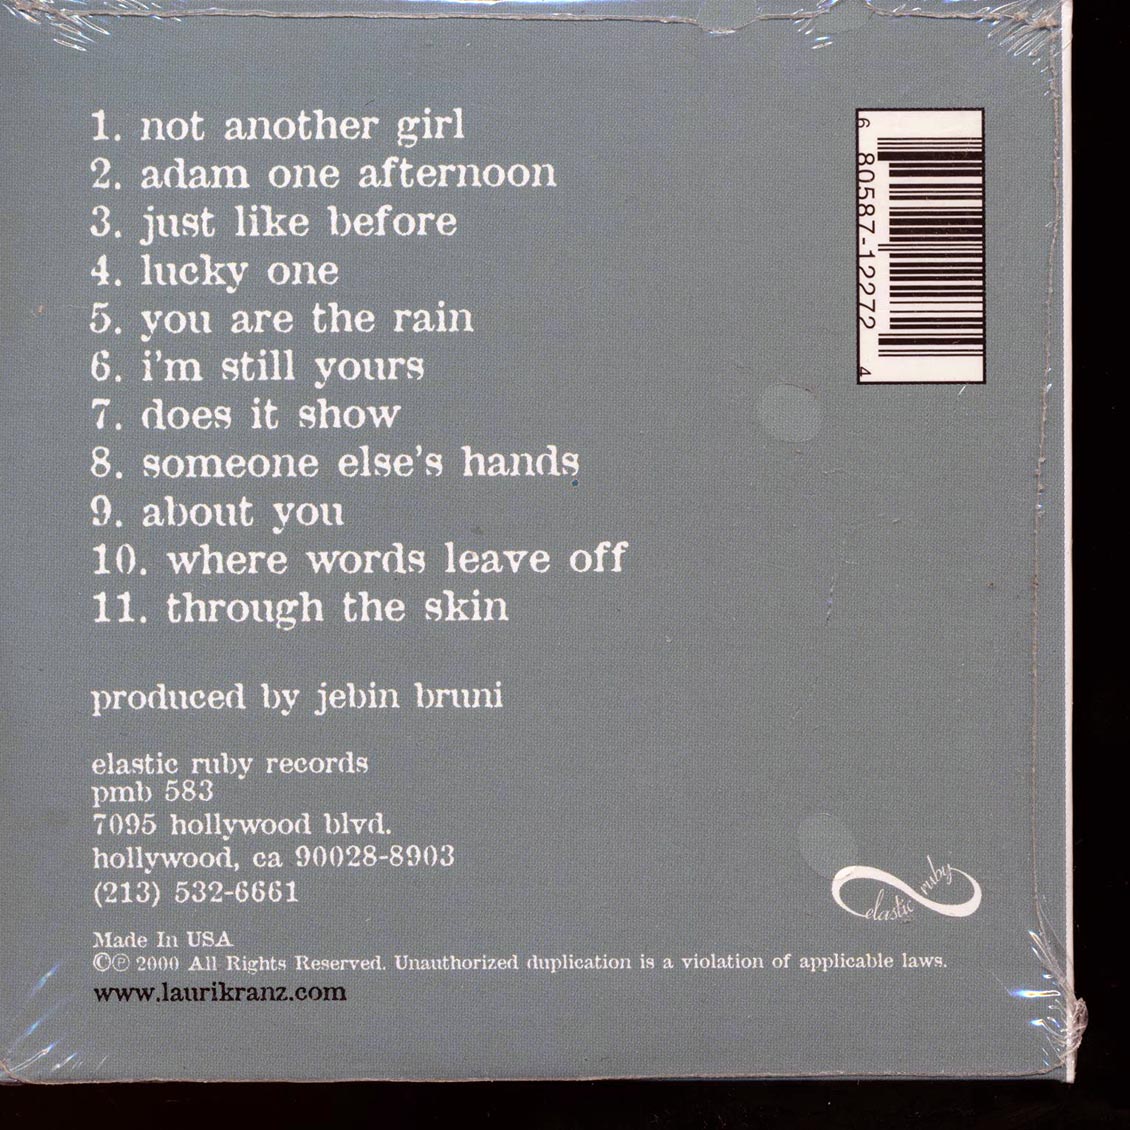 1. not another girl
2. adam one afternoon
3. just like before
4. lucky one
5. you are the rain
6. i'm still yours
7. does it show
8. someone else's hands
9. about you
10. where words leave off
11. through the skin
produced by jebin bruni
elastic ruby records
pmb 583
7095 hollywood blvd.
hollywood, ca 90028-8903
(213) 532-6661
Made In USA
©℗ 2000 All Rights Reserved. Unauthorized duplication is a violation of applicable laws.
www.laurikranz.com
6 80587-12272 4
elastic ruby